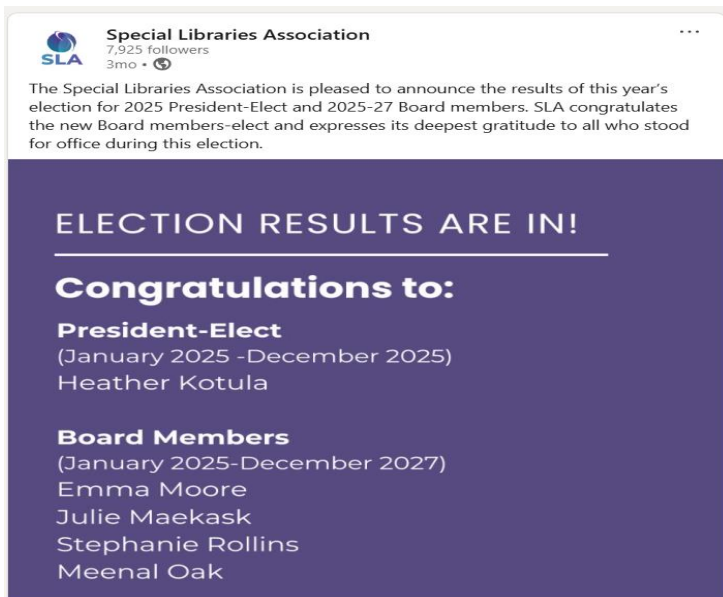 Special Libraries Association
7,925 followers
3mo •
SLA
The Special Libraries Association is pleased to announce the results of this year's
election for 2025 President-Elect and 2025-27 Board members. SLA congratulates
the new Board members-elect and expresses its deepest gratitude to all who stood
for office during this election.
ELECTION RESULTS ARE IN!
Congratulations to:
President-Elect
(January 2025 -December 2025)
Heather Kotula
Board Members
(January 2025-December 2027)
Emma Moore
Julie Maekask
Stephanie Rollins
Meenal Oak